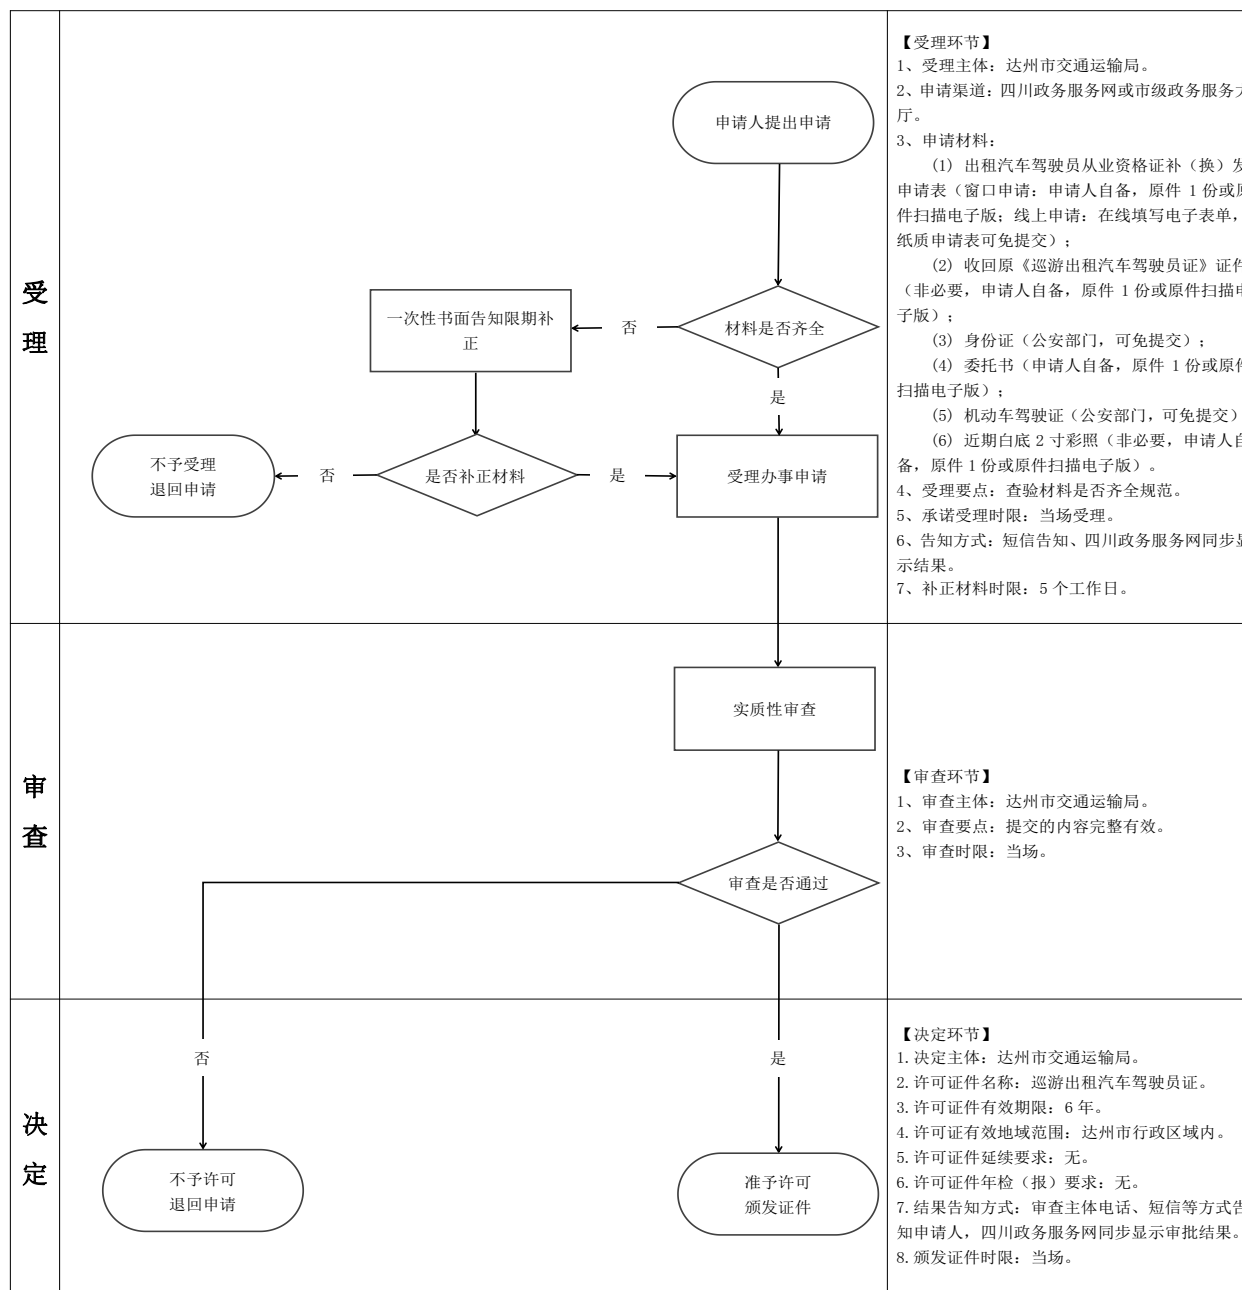 受
理
申请人提出申请
材料是否齐全
否
一次性书面告知限期补
正
是
是否补正材料
否
不予受理
退回申请
是
受理办事申请
【受理环节】
1、受理主体：达州市交通运输局。
2、申请渠道：四川政务服务网或市级政务服务大
厅。
3、申请材料：
（1）出租汽车驾驶员从业资格证补（换）发
申请表（窗口申请：申请人自备，原件 1 份或原
件扫描电子版；线上申请：在线填写电子表单，
纸质申请表可免提交）；
（2）收回原《巡游出租汽车驾驶员证》证件
（非必要，申请人自备，原件 1 份或原件扫描电
子版）；
（3）身份证（公安部门，可免提交）；
（4）委托书（申请人自备，原件 1 份或原件
扫描电子版）；
（5）机动车驾驶证（公安部门，可免提交）
（6）近期白底 2 寸彩照（非必要，申请人自
备，原件 1 份或原件扫描电子版）。
4、受理要点：查验材料是否齐全规范。
5、承诺受理时限：当场受理。
6、告知方式：短信告知、四川政务服务网同步显
示结果。
7、补正材料时限：5 个工作日。
审
查
实质性审查
审查是否通过
【审查环节】
1、审查主体：达州市交通运输局。
2、审查要点：提交的内容完整有效。
3、审查时限：当场。
决
定
否
是
不予许可
退回申请
准予许可
颁发证件
【决定环节】
1.决定主体：达州市交通运输局。
2.许可证件名称：巡游出租汽车驾驶员证。
3.许可证件有效期限：6 年。
4.许可证有效地域范围：达州市行政区域内。
5.许可证件延续要求：无。
6.许可证件年检（报）要求：无。
7.结果告知方式：审查主体电话、短信等方式告
知申请人，四川政务服务网同步显示审批结果。
8.颁发证件时限：当场。